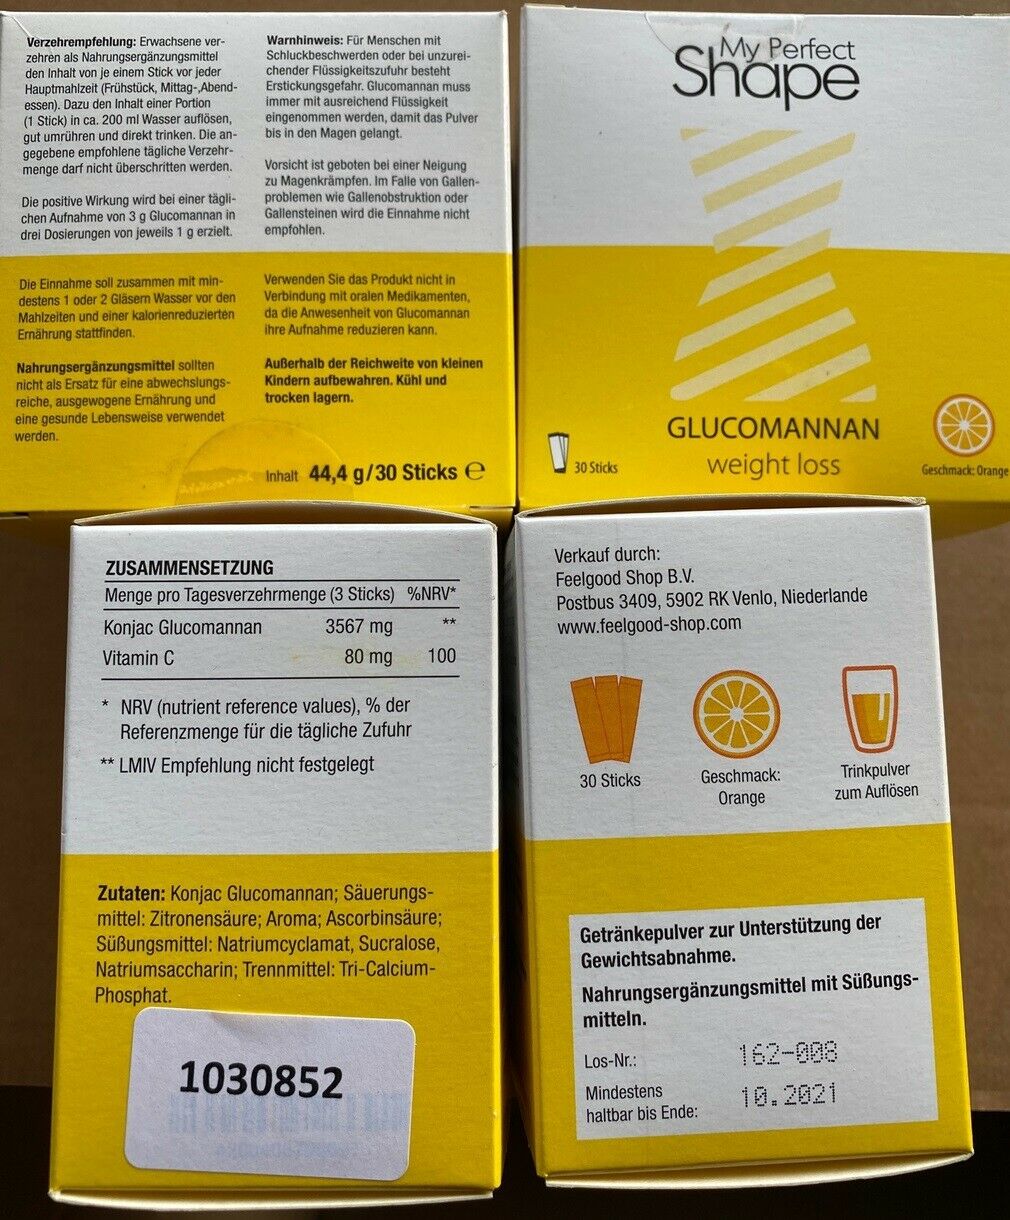 Verzehrempfehlung: Erwachsene ver-
zehren als Nahrungsergänzungsmittel
den Inhalt von je einem Stick vor jeder
Hauptmahlzeit (Frühstück, Mittag-,Abend-
essen). Dazu den Inhalt einer Portion
(1 Stick) in ca. 200 ml Wasser auflösen,
gut umrühren und direkt trinken. Die an-
gegebene empfohlene tägliche Verzehr-
menge darf nicht überschritten werden.
Die positive Wirkung wird bei einer tägli-
chen Aufnahme von 3 g Glucomannan in
drei Dosierungen von jeweils 1 g erzielt.
Die Einnahme soll zusammen mit min-
destens 1 oder 2 Gläsern Wasser vor den
Mahlzeiten und einer kalorienreduzierten
Ernährung stattfinden.
Nahrungsergänzungsmittel sollten
nicht als Ersatz für eine abwechslungs-
reiche, ausgewogene Ernährung und
eine gesunde Lebensweise verwendet
werden.
Warnhinweis: Für Menschen mit
Schluckbeschwerden oder bei unzurei-
chender Flüssigkeitszufuhr besteht
Erstickungsgefahr. Glucomannan muss
immer mit ausreichend Flüssigkeit
eingenommen werden, damit das Pulver
bis in den Magen gelangt.
Vorsicht ist geboten bei einer Neigung
zu Magenkrämpfen. Im Falle von Gallen-
problemen wie Gallenobstruktion oder
Gallensteinen wird die Einnahme nicht
empfohlen.
Verwenden Sie das Produkt nicht in
Verbindung mit oralen Medikamenten,
da die Anwesenheit von Glucomannan
ihre Aufnahme reduzieren kann.
Außerhalb der Reichweite von kleinen
Kindern aufbewahren. Kühl und
trocken lagern.
Inhalt 44,4 g/30 Sticks ℮
My Perfect
Shape
GLUCOMANNAN
weight loss
30 Sticks
Geschmack: Orange
ZUSAMMENSETZUNG
Menge pro Tagesverzehrmenge (3 Sticks) %NRV*
Konjac Glucomannan 3567 mg **
Vitamin C 80 mg 100
* NRV (nutrient reference values), % der
Referenzmenge für die tägliche Zufuhr
** LMIV Empfehlung nicht festgelegt
Zutaten: Konjac Glucomannan; Säuerungs-
mittel: Zitronensäure; Aroma; Ascorbinsäure;
Süßungsmittel: Natriumcyclamat, Sucralose,
Natriumsaccharin; Trennmittel: Tri-Calcium-
Phosphat.
1030852
Verkauf durch:
Feelgood Shop B.V.
Postbus 3409, 5902 RK Venlo, Niederlande
www.feelgood-shop.com
30 Sticks
Geschmack:
Orange
Trinkpulver
zum Auflösen
Getränkepulver zur Unterstützung der
Gewichtsabnahme.
Nahrungsergänzungsmittel mit Süßungs-
mitteln.
Los-Nr.: 162-008
Mindestens
haltbar bis Ende: 10.2021